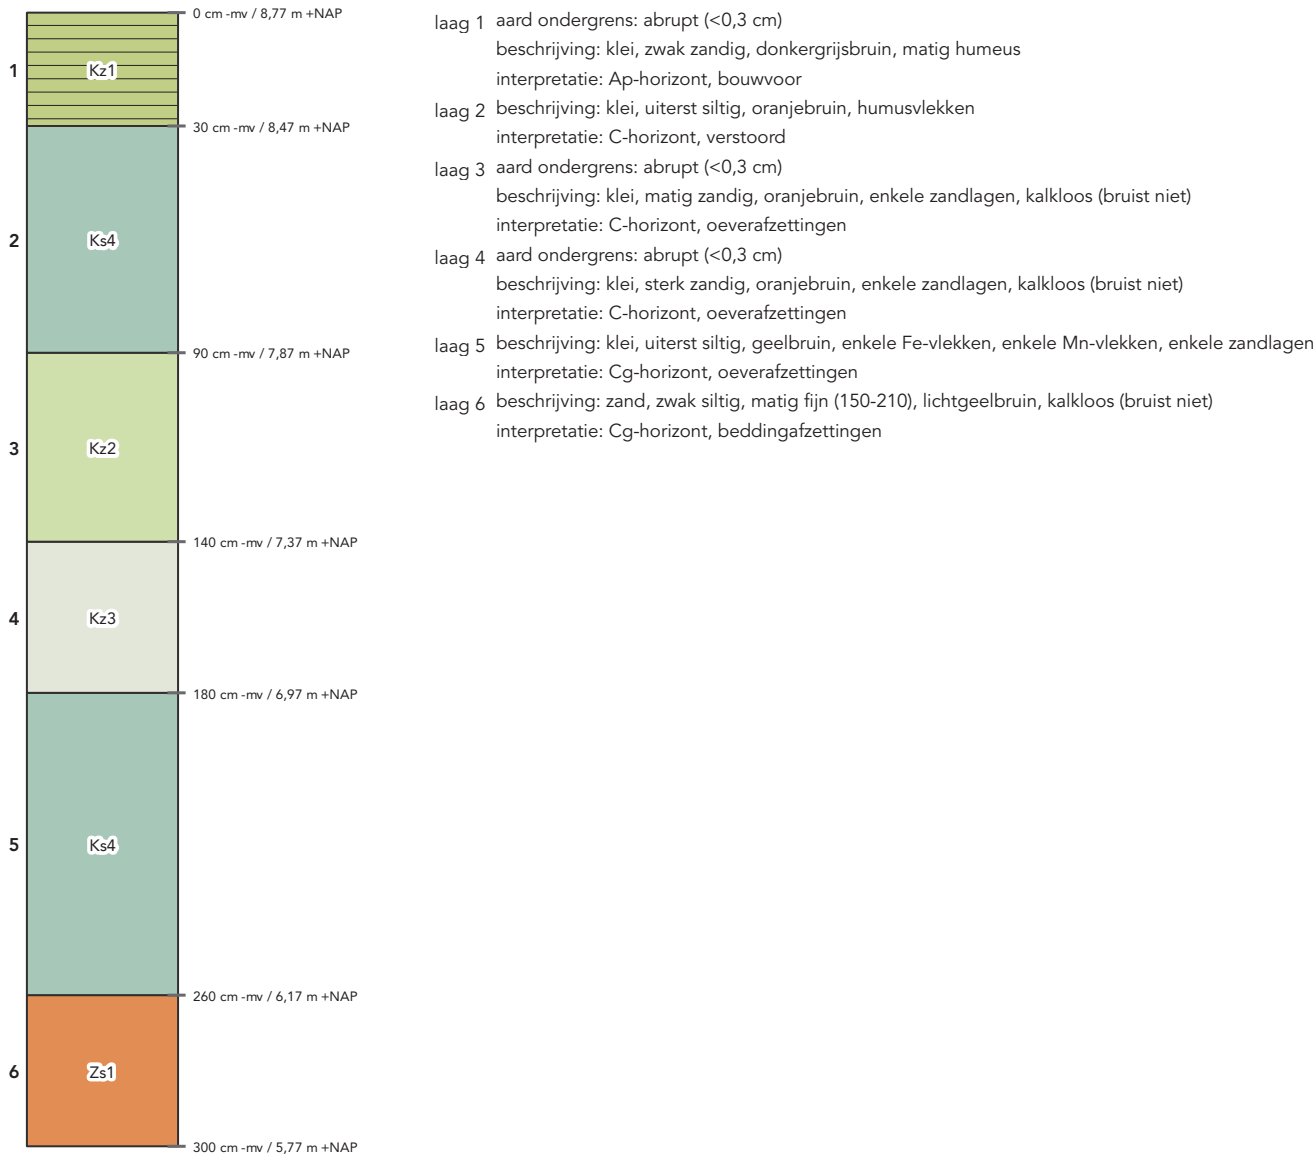 0 cm -mv / 8,77 m +NAP
1
Kz1
30 cm -mv / 8,47 m +NAP
2
Ks4
90 cm -mv / 7,87 m +NAP
3
Kz2
140 cm -mv / 7,37 m +NAP
4
Kz3
180 cm -mv / 6,97 m +NAP
5
Ks4
260 cm -mv / 6,17 m +NAP
6
Zs1
300 cm -mv / 5,77 m +NAP
laag 1 aard ondergrens: abrupt (<0,3 cm)
beschrijving: klei, zwak zandig, donkergrijsbruin, matig humeus
interpretatie: Ap-horizont, bouwvoor
laag 2 beschrijving: klei, uiterst siltig, oranjebruin, humusvlekken
interpretatie: C-horizont, verstoord
laag 3 aard ondergrens: abrupt (<0,3 cm)
beschrijving: klei, matig zandig, oranjebruin, enkele zandlagen, kalkloos (bruist niet)
interpretatie: C-horizont, oeverafzettingen
laag 4 aard ondergrens: abrupt (<0,3 cm)
beschrijving: klei, sterk zandig, oranjebruin, enkele zandlagen, kalkloos (bruist niet)
interpretatie: C-horizont, oeverafzettingen
laag 5 beschrijving: klei, uiterst siltig, geelbruin, enkele Fe-vlekken, enkele Mn-vlekken, enkele zandlagen
interpretatie: Cg-horizont, oeverafzettingen
laag 6 beschrijving: zand, zwak siltig, matig fijn (150-210), lichtgeelbruin, kalkloos (bruist niet)
interpretatie: Cg-horizont, beddingafzettingen